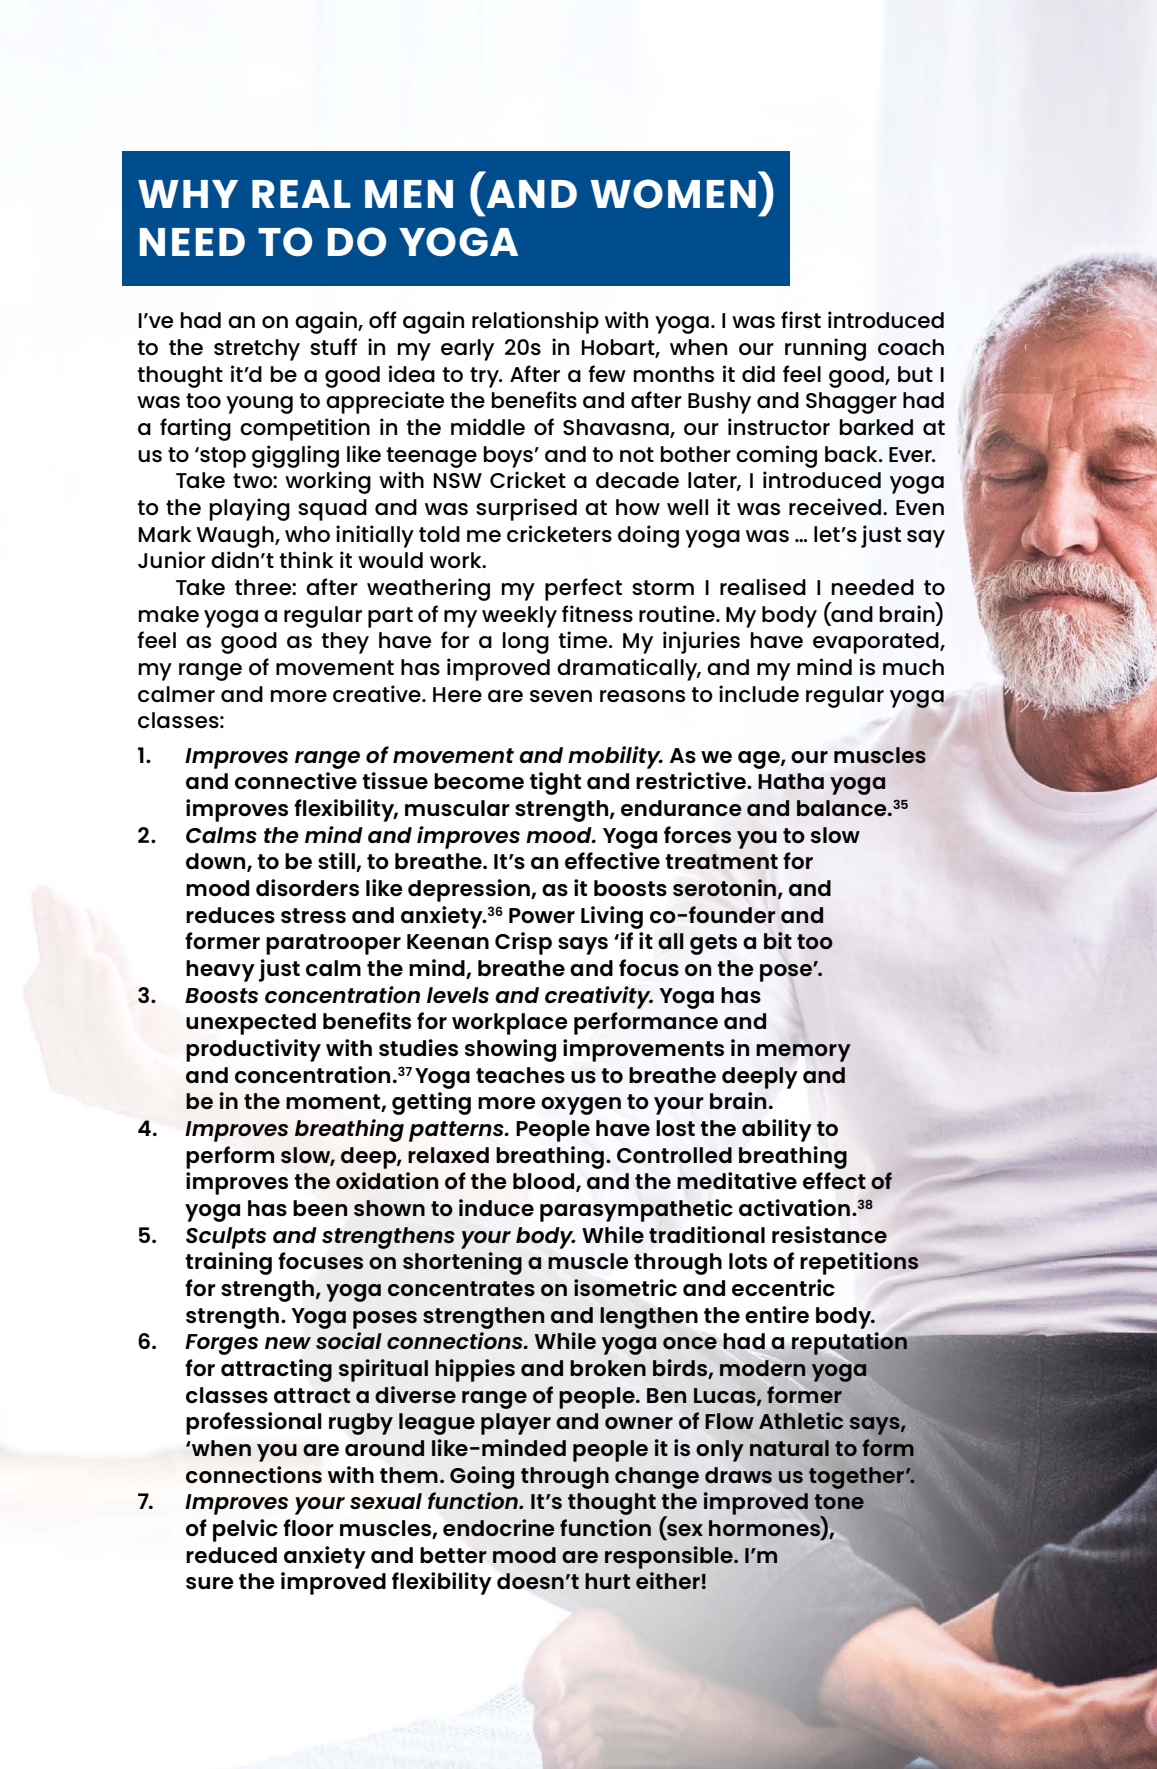 WHY REAL MEN (AND WOMEN)
NEED TO DO YOGA
I’ve had an on again, off again relationship with yoga. I was first introduced
to the stretchy stuff in my early 20s in Hobart, when our running coach
thought it’d be a good idea to try. After a few months it did feel good, but I
was too young to appreciate the benefits and after Bushy and Shagger had
a farting competition in the middle of Shavasna, our instructor barked at
us to ‘stop giggling like teenage boys’ and to not bother coming back. Ever.
Take two: working with NSW Cricket a decade later, I introduced yoga
to the playing squad and was surprised at how well it was received. Even
Mark Waugh, who initially told me cricketers doing yoga was … let’s just say
Junior didn’t think it would work.
Take three: after weathering my perfect storm I realised I needed to
make yoga a regular part of my weekly fitness routine. My body (and brain)
feel as good as they have for a long time. My injuries have evaporated,
my range of movement has improved dramatically, and my mind is much
calmer and more creative. Here are seven reasons to include regular yoga
classes:
1. Improves range of movement and mobility. As we age, our muscles
and connective tissue become tight and restrictive. Hatha yoga
improves flexibility, muscular strength, endurance and balance.³⁵
2. Calms the mind and improves mood. Yoga forces you to slow
down, to be still, to breathe. It’s an effective treatment for
mood disorders like depression, as it boosts serotonin, and
reduces stress and anxiety.³⁶ Power Living co-founder and
former paratrooper Keenan Crisp says ‘if it all gets a bit too
heavy just calm the mind, breathe and focus on the pose’.
3. Boosts concentration levels and creativity. Yoga has
unexpected benefits for workplace performance and
productivity with studies showing improvements in memory
and concentration.³⁷ Yoga teaches us to breathe deeply and
be in the moment, getting more oxygen to your brain.
4. Improves breathing patterns. People have lost the ability to
perform slow, deep, relaxed breathing. Controlled breathing
improves the oxidation of the blood, and the meditative effect of
yoga has been shown to induce parasympathetic activation.³⁸
5. Sculpts and strengthens your body. While traditional resistance
training focuses on shortening a muscle through lots of repetitions
for strength, yoga concentrates on isometric and eccentric
strength. Yoga poses strengthen and lengthen the entire body.
6. Forges new social connections. While yoga once had a reputation
for attracting spiritual hippies and broken birds, modern yoga
classes attract a diverse range of people. Ben Lucas, former
professional rugby league player and owner of Flow Athletic says,
‘when you are around like-minded people it is only natural to form
connections with them. Going through change draws us together’.
7. Improves your sexual function. It’s thought the improved tone
of pelvic floor muscles, endocrine function (sex hormones),
reduced anxiety and better mood are responsible. I’m
sure the improved flexibility doesn’t hurt either!